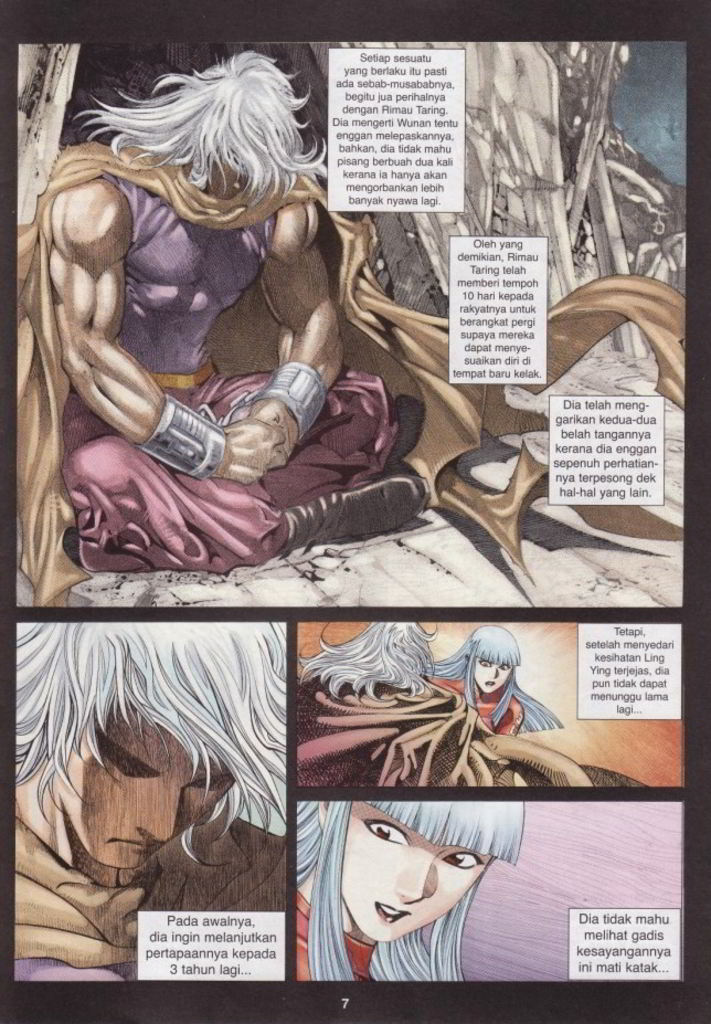 Setiap sesuatu
yang berlaku itu pasti
ada sebab-musababnya,
begitu jua perihalnya
dengan Rimau Taring.
Dia mengerti Wunan tentu
enggan melepaskannya,
bahkan, dia tidak mahu
pisang berbuah dua kali
kerana ia hanya akan
mengorbankan lebih
banyak nyawa lagi.
Oleh yang
demikian, Rimau
Taring telah
memberi tempoh
10 hari kepada
rakyatnya untuk
berangkat pergi
supaya mereka
dapat menye-
suaikan diri di
tempat baru kelak.
Dia telah meng-
garikan kedua-dua
belah tangannya
kerana dia enggan
sepenuh perhatian-
nya terpesong dek
hal-hal yang lain.
Pada awalnya,
dia ingin melanjutkan
pertapaannya kepada
3 tahun lagi...
Tetapi,
setelah menyedari
kesihatan Ling
Ying terjejas, dia
pun tidak dapat
menunggu lama
lagi...
Dia tidak mahu
melihat gadis
kesayangannya
ini mati katak...
7